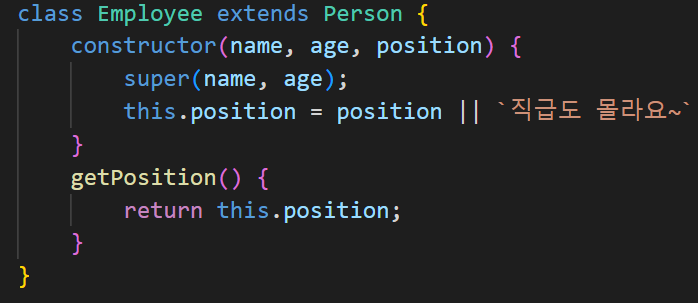 class Employee extends Person {
    constructor(name, age, position) {
        super(name, age);
        this.position = position || `직급도 몰라요~`
    }
    getPosition() {
        return this.position;
    }
}